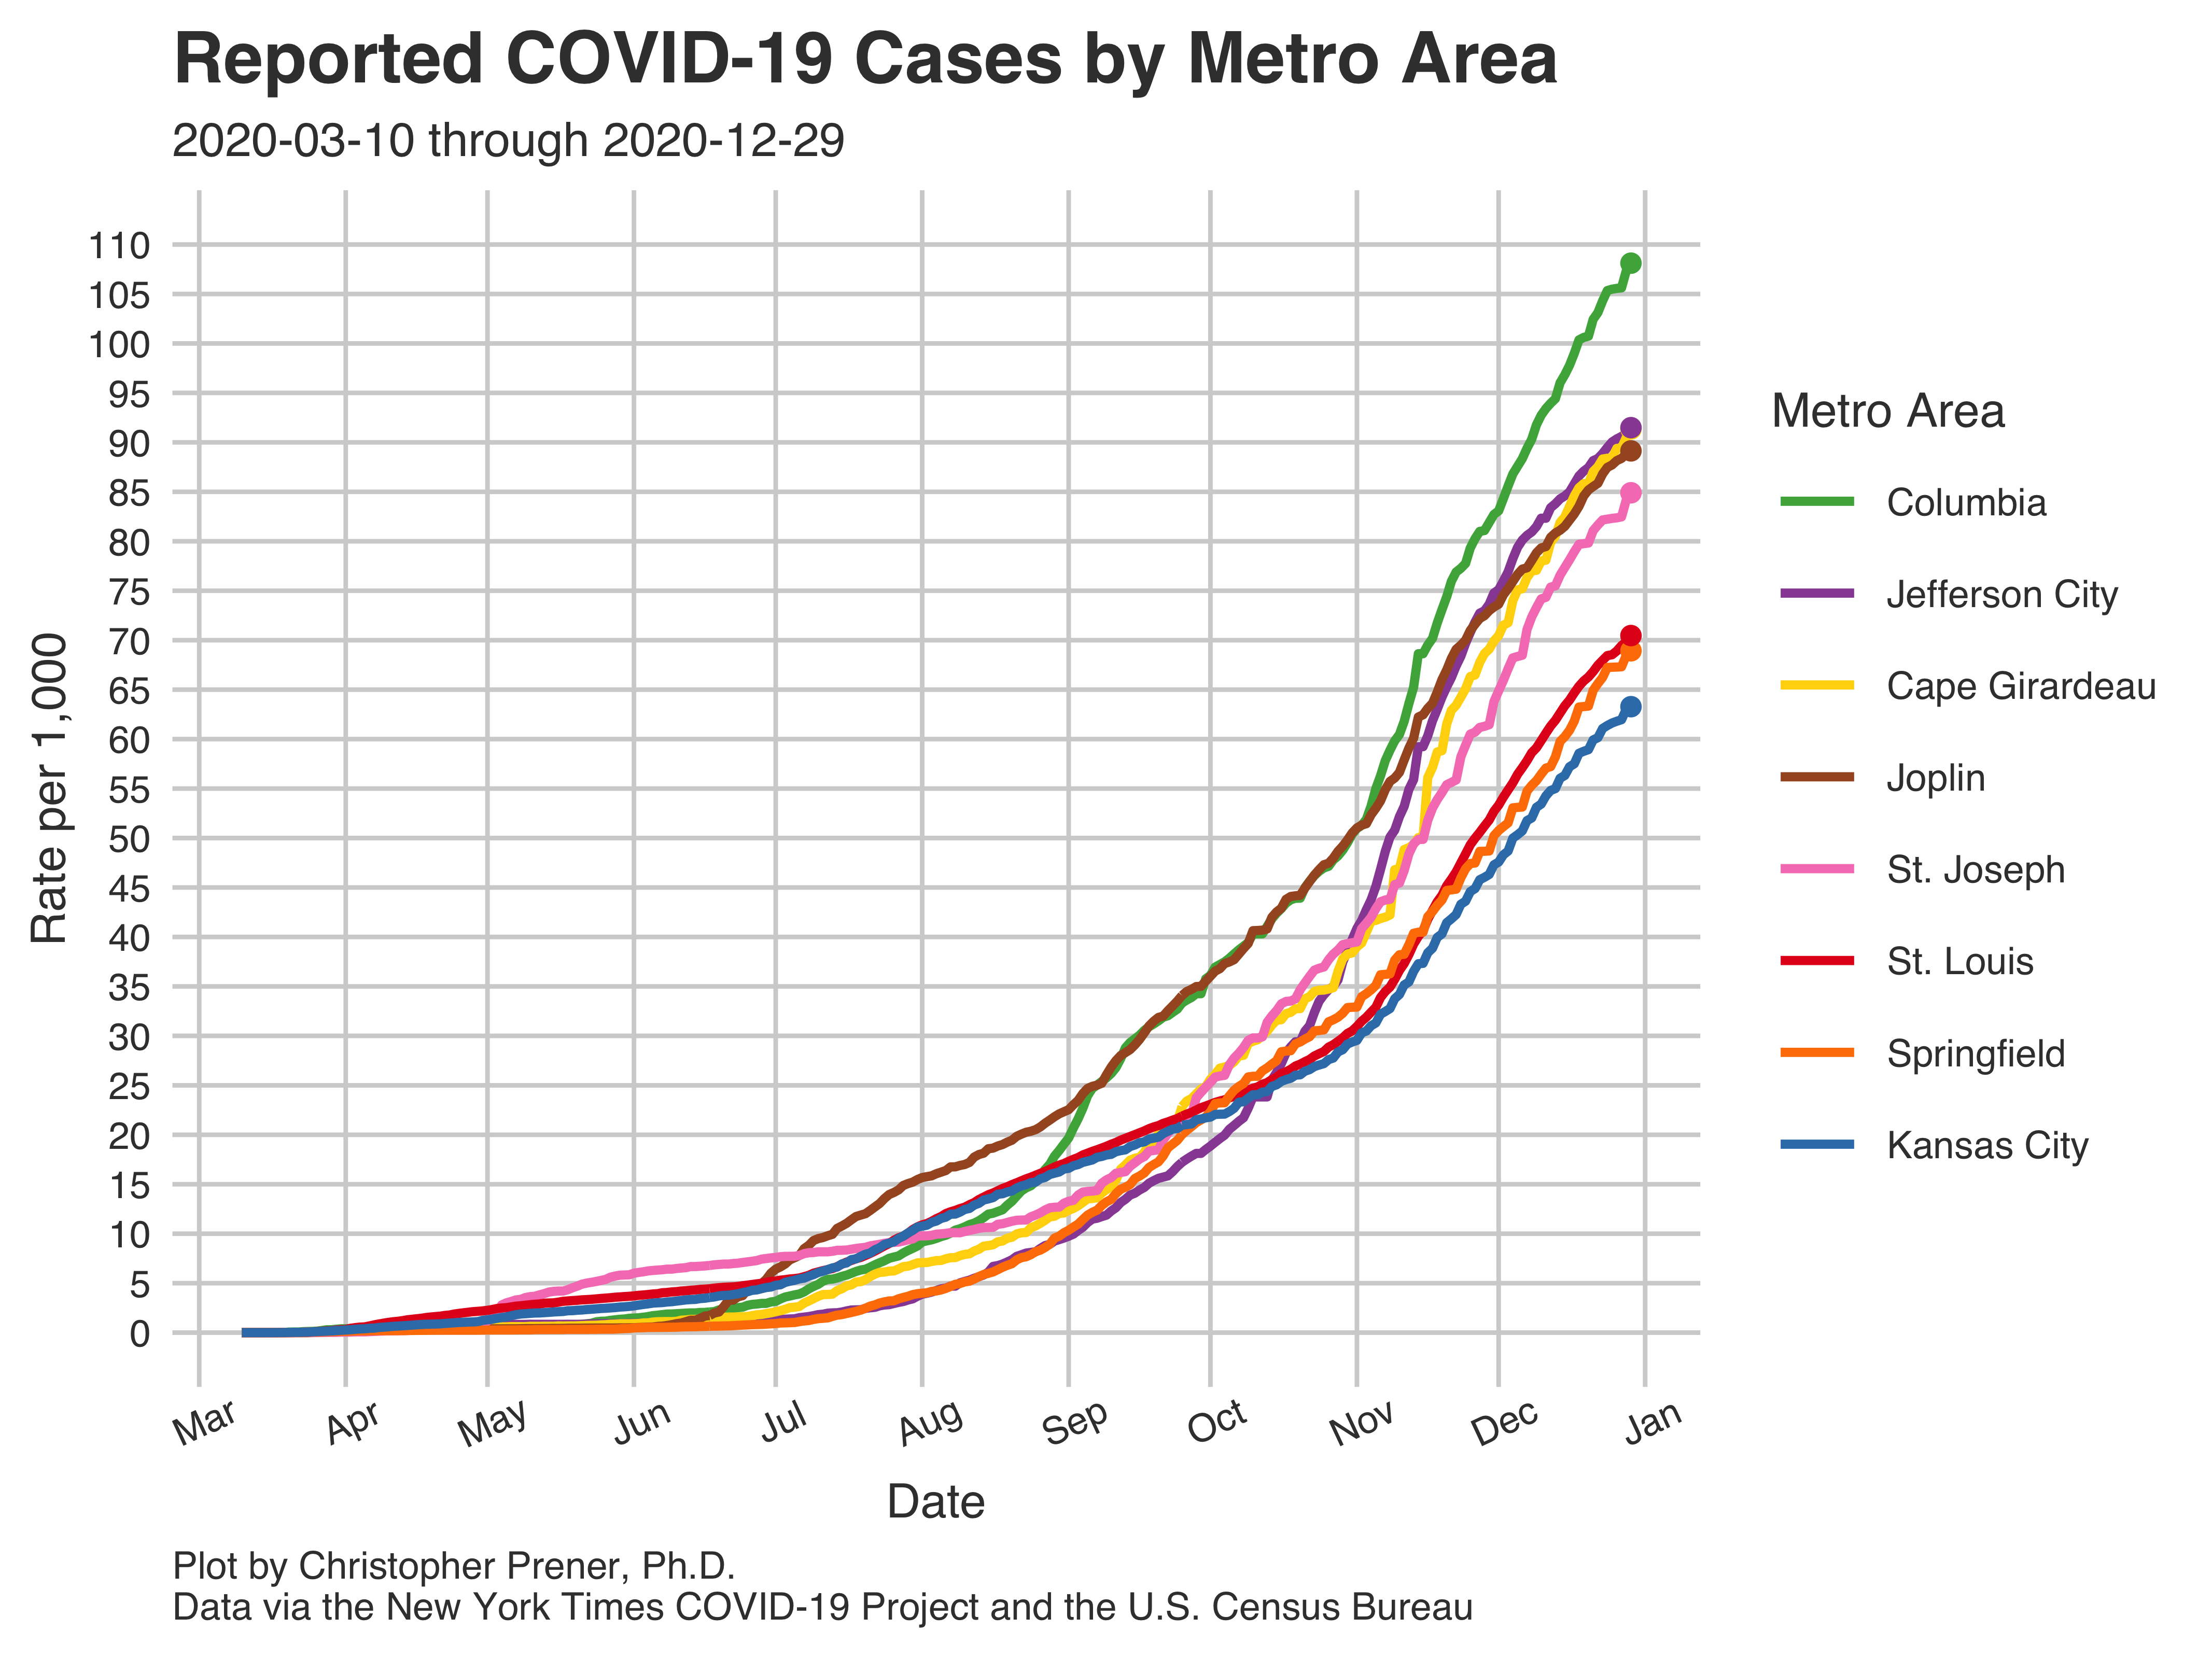 Reported COVID-19 Cases by Metro Area
2020-03-10 through 2020-12-29
Rate per 1,000
110
105
100
95
90
85
80
75
70
65
60
55
50
45
40
35
30
25
20
15
10
5
0
Mar
Apr
May
Jun
Jul
Aug
Sep
Oct
Nov
Dec
Jan
Date
Metro Area
Columbia
Jefferson City
Cape Girardeau
Joplin
St. Joseph
St. Louis
Springfield
Kansas City
Plot by Christopher Prener, Ph.D.
Data via the New York Times COVID-19 Project and the U.S. Census Bureau